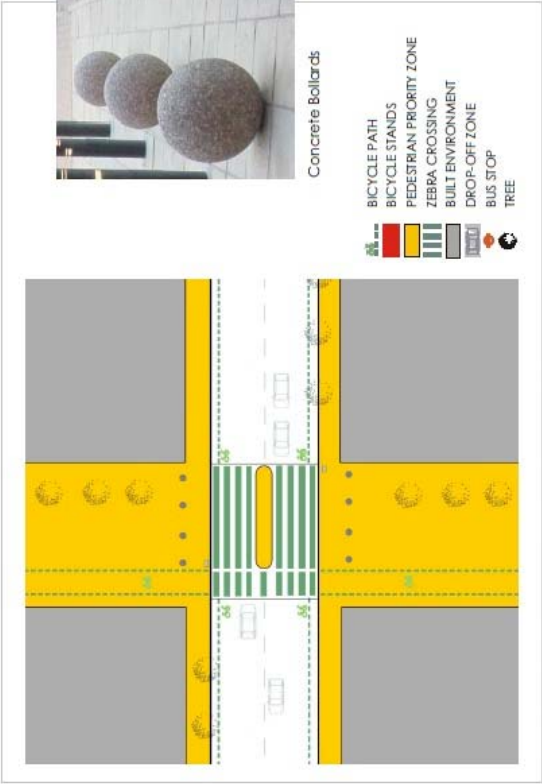 Concrete Bollards
BICYCLE PATH
BICYCLE STANDS
PEDESTRIAN PRIORITY ZONE
ZEBRA CROSSING
BUILT ENVIRONMENT
DROP-OFF ZONE
BUS STOP
TREE